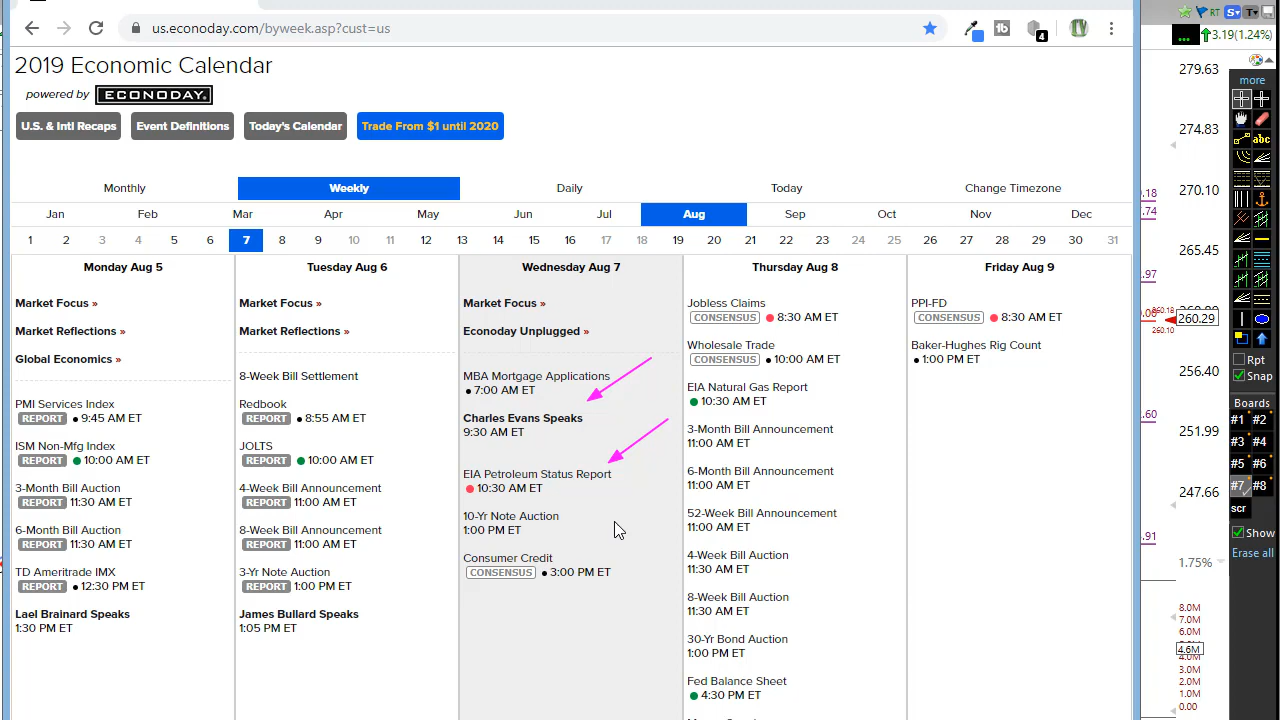 us.econoday.com/byweek.asp?cust=us
4
2019 Economic Calendar
powered by ECONODAY
U.S. & Intl Recaps Event Definitions Today's Calendar Trade From $1 until 2020
Monthly Weekly Daily Today Change Timezone
Jan Feb Mar Apr May Jun Jul Aug Sep Oct Nov Dec
1 2 3 4 5 6 7 8 9 10 11 12 13 14 15 16 17 18 19 20 21 22 23 24 25 26 27 28 29 30 31
Monday Aug 5
Market Focus »
Market Reflections »
Global Economics »
PMI Services Index
REPORT 9:45 AM ET
ISM Non-Mfg Index
REPORT 10:00 AM ET
3-Month Bill Auction
REPORT 11:30 AM ET
6-Month Bill Auction
REPORT 11:30 AM ET
TD Ameritrade IMX
REPORT 12:30 PM ET
Lael Brainard Speaks
1:30 PM ET
Tuesday Aug 6
Market Focus »
Market Reflections »
8-Week Bill Settlement
Redbook
REPORT 8:55 AM ET
JOLTS
REPORT 10:00 AM ET
4-Week Bill Announcement
REPORT 11:00 AM ET
8-Week Bill Announcement
REPORT 11:00 AM ET
3-Yr Note Auction
REPORT 1:00 PM ET
James Bullard Speaks
1:05 PM ET
Wednesday Aug 7
Market Focus »
Econoday Unplugged »
MBA Mortgage Applications
7:00 AM ET
Charles Evans Speaks
9:30 AM ET
EIA Petroleum Status Report
10:30 AM ET
10-Yr Note Auction
1:00 PM ET
Consumer Credit
CONSENSUS 3:00 PM ET
Thursday Aug 8
Jobless Claims
CONSENSUS 8:30 AM ET
Wholesale Trade
CONSENSUS 10:00 AM ET
EIA Natural Gas Report
10:30 AM ET
3-Month Bill Announcement
11:00 AM ET
6-Month Bill Announcement
11:00 AM ET
52-Week Bill Announcement
11:00 AM ET
4-Week Bill Auction
11:30 AM ET
8-Week Bill Auction
11:30 AM ET
30-Yr Bond Auction
1:00 PM ET
Fed Balance Sheet
4:30 PM ET
Friday Aug 9
PPI-FD
CONSENSUS 8:30 AM ET
Baker-Hughes Rig Count
1:00 PM ET
RT S T
... 3.19(1.24%)
279.63
274.83
270.10
265.45
260.18
260.29
260.10
256.40
251.99
247.66
1.75%
8.0M
7.0M
6.0M
4.6M
4.0M
3.0M
2.0M
1.0M
0.00
.18
.74
.97
.60
.91
more
abc
Rpt
Snap
Boards
#1 #2
#3 #4
#5 #6
#7 #8
scr
Show
Erase all